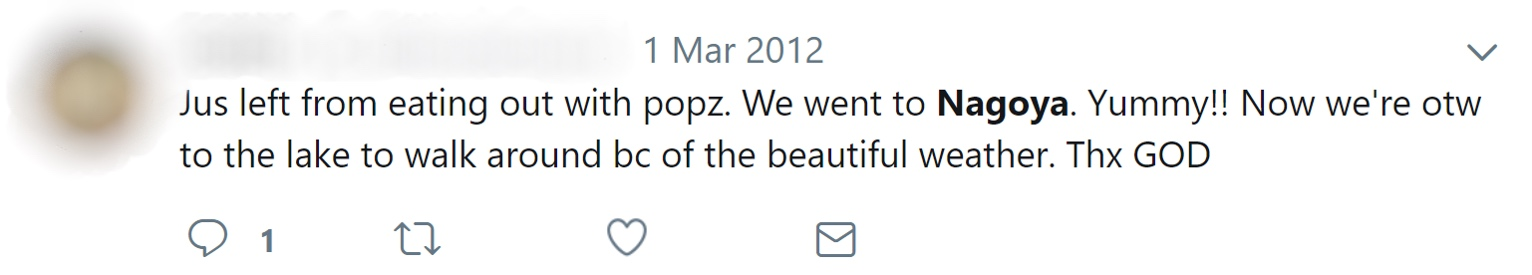 1 Mar 2012
Jus left from eating out with popz. We went to Nagoya. Yummy!! Now we're otw
to the lake to walk around bc of the beautiful weather. Thx GOD
1